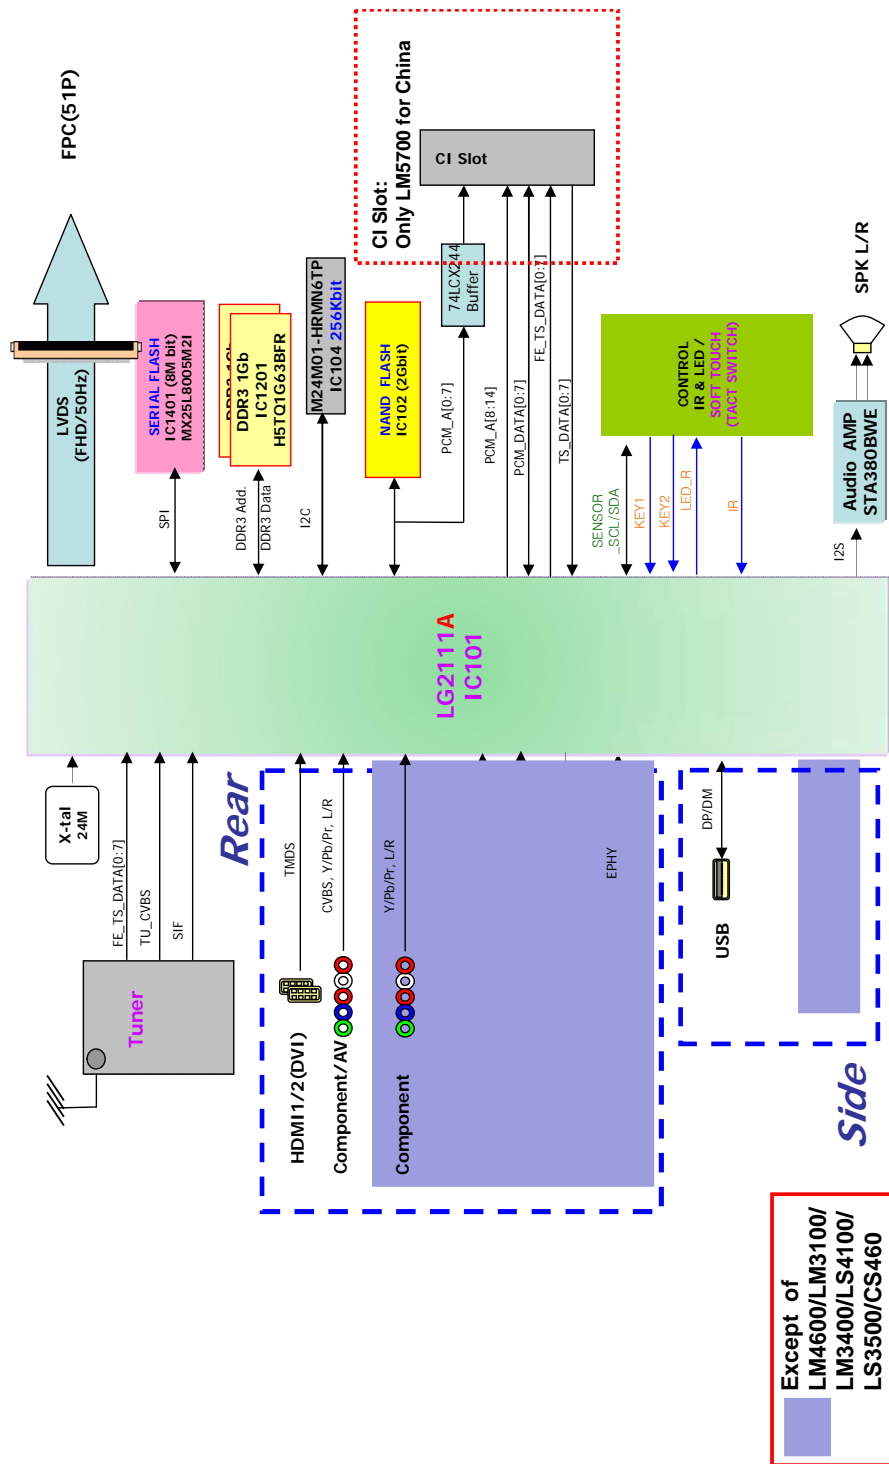 FPC(51P)
LVDS
(FHD/50Hz)
SERIAL FLASH
IC1401 (8M bit)
MX25L8005M2I
SPI
DDR3 1Gb
DDR3 1Gb
IC1201
H5TQ1G63BFR
DDR3 Add.
DDR3 Data
M24M01-HRMN6TP
IC104 256Kbit
I2C
NAND FLASH
IC102 (2Gbit)
CI Slot:
Only LM5700 for China
CI Slot
74LCX244
Buffer
PCM_A[0:7]
PCM_A[8:14]
PCM_DATA[0:7]
FE_TS_DATA[0:7]
TS_DATA[0:7]
CONTROL
IR & LED /
SOFT TOUCH
(TACT SWITCH)
SENSOR
_SCL/SDA
KEY1
KEY2
LED_R
IR
SPK L/R
Audio AMP
STA380BWE
I2S
LG2111A
IC101
X-tal
24M
Tuner
FE_TS_DATA[0:7]
TU_CVBS
SIF
Rear
HDMI1/2(DVI)
TMDS
Component/AV
CVBS, Y/Pb/Pr, L/R
Component
Y/Pb/Pr, L/R
EPHY
USB
DP/DM
Side
Except of
LM4600/LM3100/
LM3400/LS4100/
LS3500/CS460